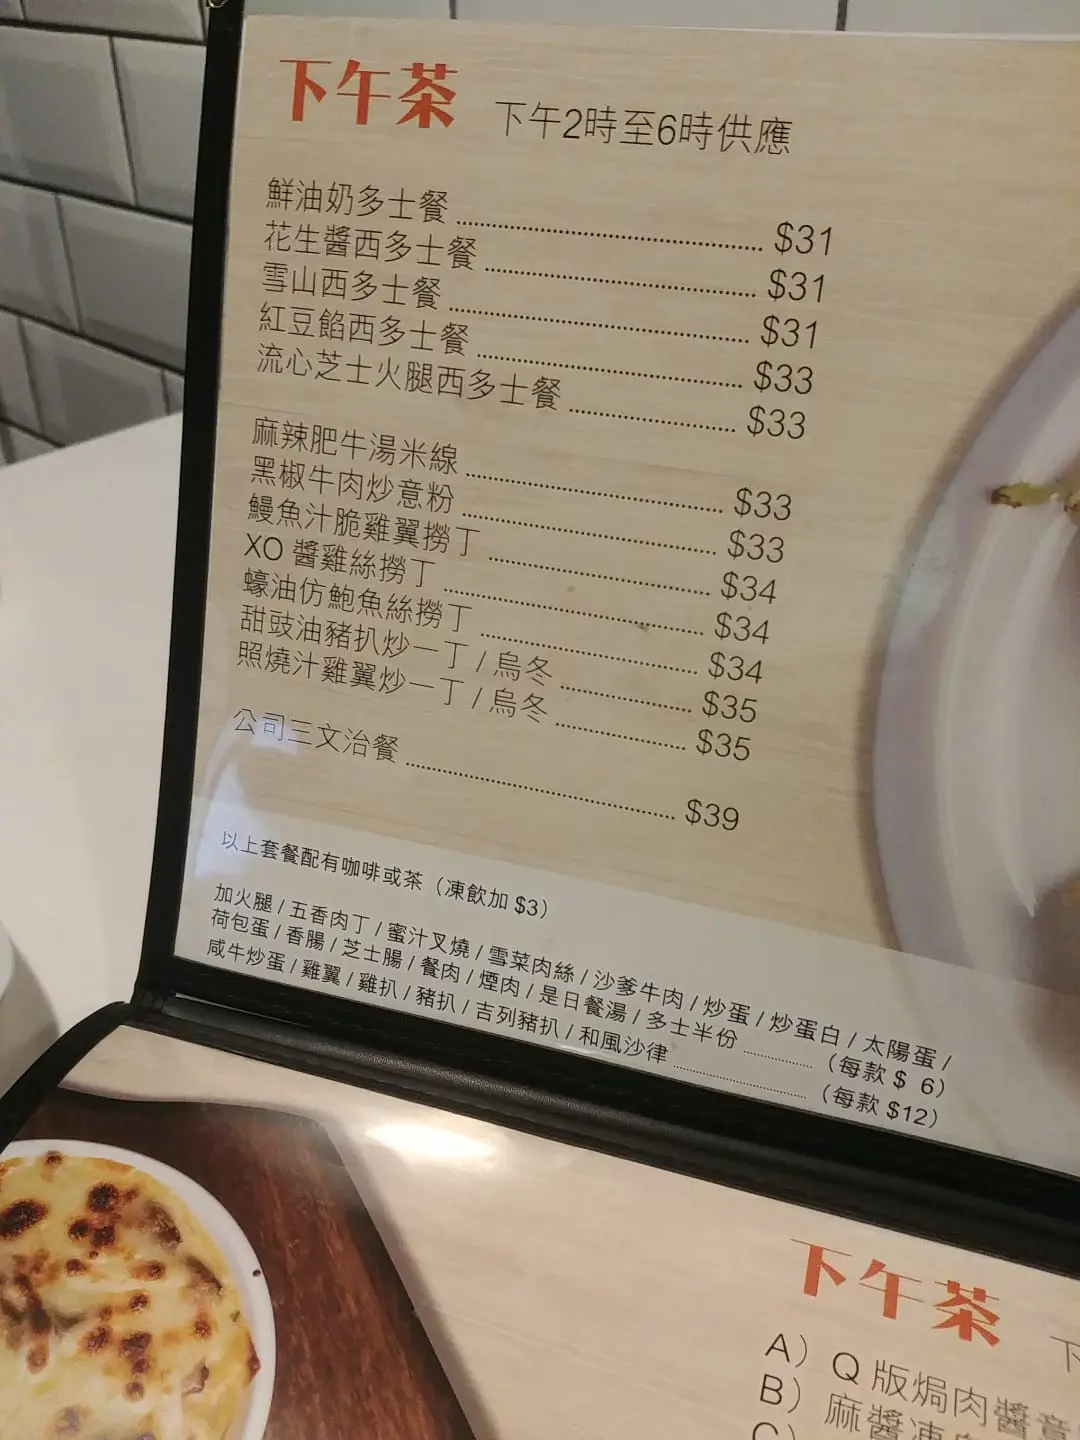 下午茶 下午2時至6時供應
鮮油奶多士餐 $31
花生醬西多士餐 $31
雪山西多士餐 $31
紅豆餡西多士餐 $33
流心芝士火腿西多士餐 $33
麻辣肥牛湯米線 $33
黑椒牛肉炒意粉 $33
鰻魚汁脆雞翼撈丁 $34
XO 醬雞絲撈丁 $34
蠔油仿鮑魚絲撈丁 $34
甜豉油豬扒炒一丁 / 烏冬 $35
照燒汁雞翼炒一丁 / 烏冬 $35
公司三文治餐 $39
以上套餐配有咖啡或茶（凍飲加 $3）
加火腿 / 五香肉丁 / 蜜汁叉燒 / 雪菜肉絲 / 沙爹牛肉 / 炒蛋 / 炒蛋白 / 太陽蛋 /
荷包蛋 / 香腸 / 芝士腸 / 餐肉 / 煙肉 / 是日餐湯 / 多士半份 （每款 $ 6）
咸牛炒蛋 / 雞翼 / 雞扒 / 豬扒 / 吉列豬扒 / 和風沙律 （每款 $12）
下午茶 下
A）Q 版焗肉醬意
B）麻醬凍
C）